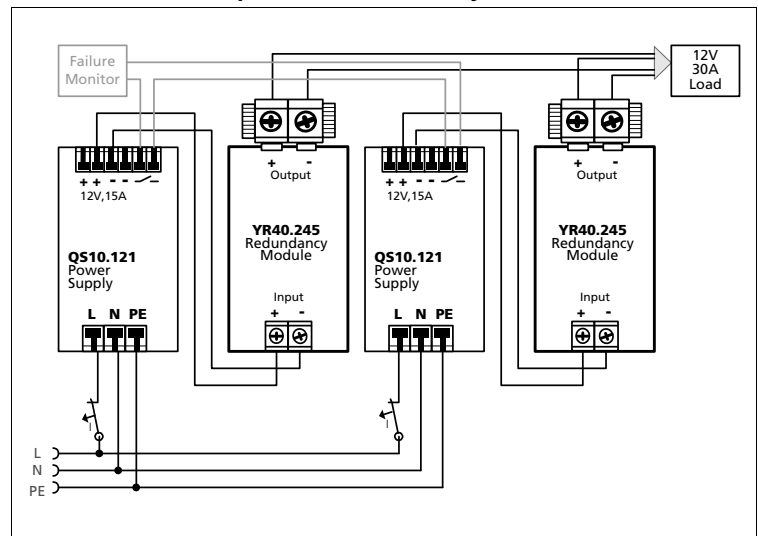 Failure
Monitor
12V
30A
Load
+ + - -
12V,15A
QS10.121
Power
Supply
L N PE
+ -
Output
YR40.245
Redundancy
Module
Input
+ -
+ + - -
12V,15A
QS10.121
Power
Supply
L N PE
+ -
Output
YR40.245
Redundancy
Module
Input
+ -
I
I
L
N
PE